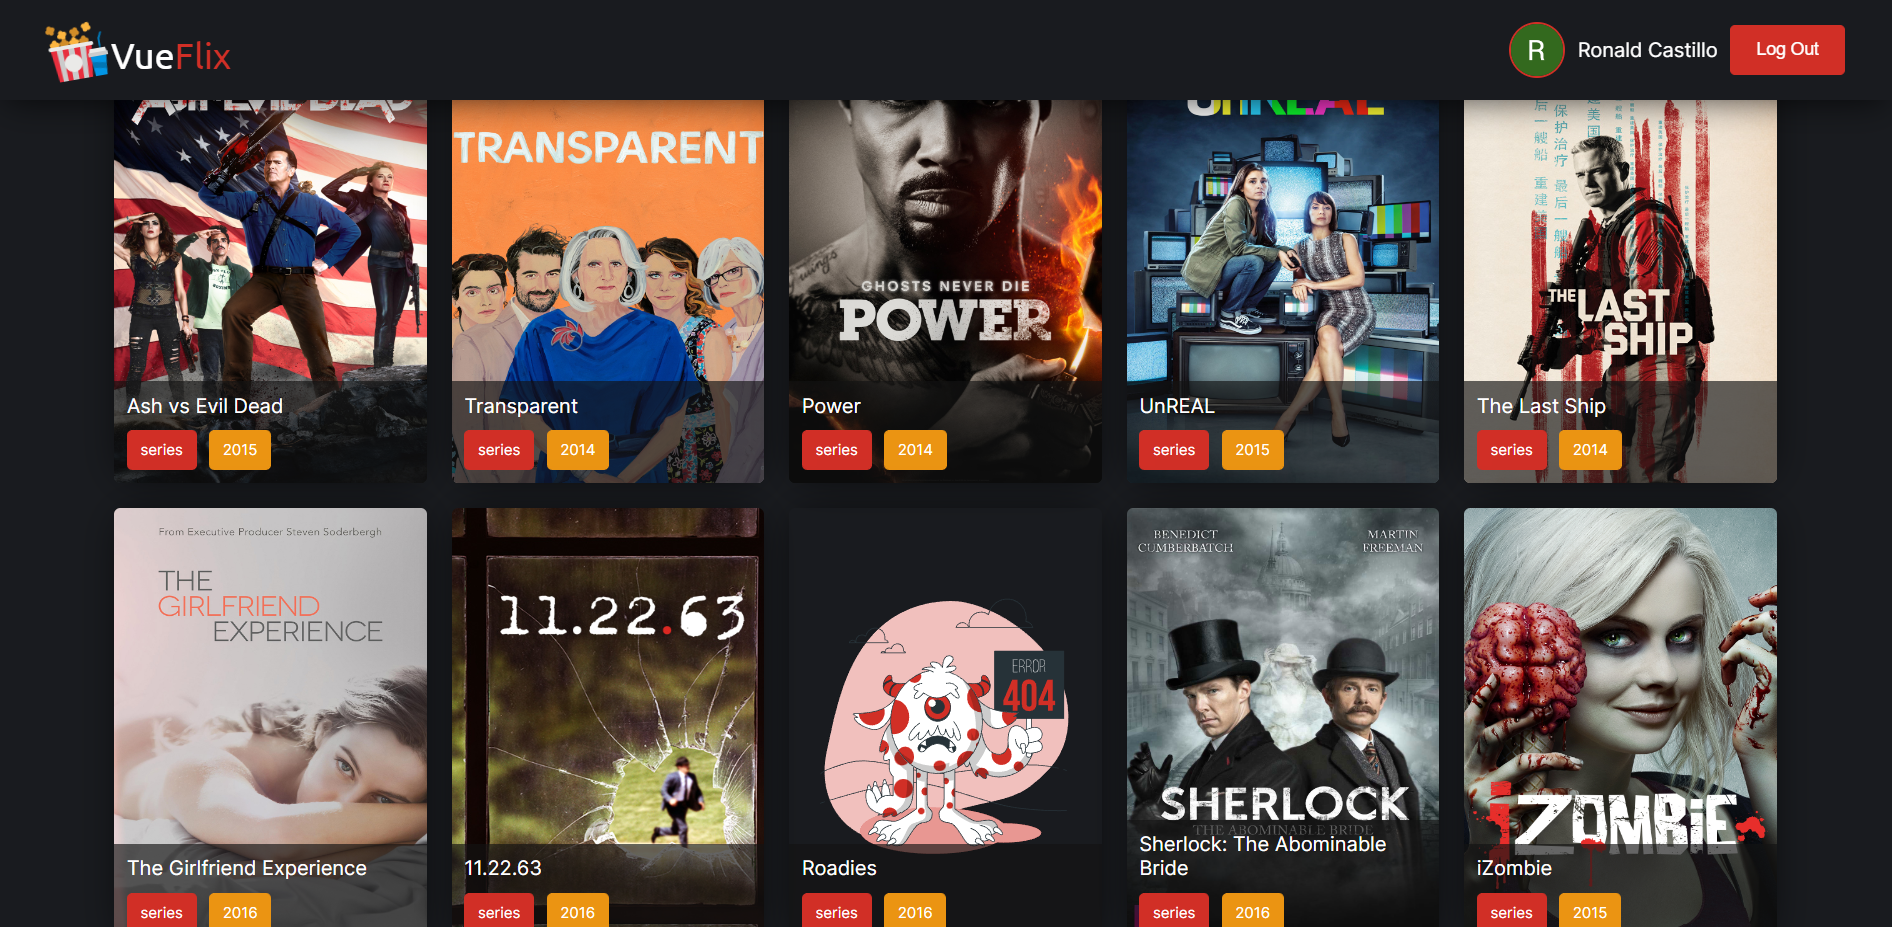 VueFlix
R
Ronald Castillo
Log Out
ASH EVIL DEAD
Ash vs Evil Dead
series
2015
TRANSPARENT
Transparent
series
2014
GHOSTS NEVER DIE
POWER
Power
series
2014
UnREAL
UnREAL
series
2015
THE
LAST
SHIP
The Last Ship
series
2014
From Executive Producer Steven Soderbergh
THE
GIRLFRIEND
EXPERIENCE
The Girlfriend Experience
series
2016
11.22.63
11.22.63
series
2016
ERROR
404
Roadies
series
2016
BENEDICT
CUMBERBATCH
MARTIN
FREEMAN
SHERLOCK
THE ABOMINABLE BRIDE
Sherlock: The Abominable
Bride
series
2016
iZOMBiE
iZombie
series
2015